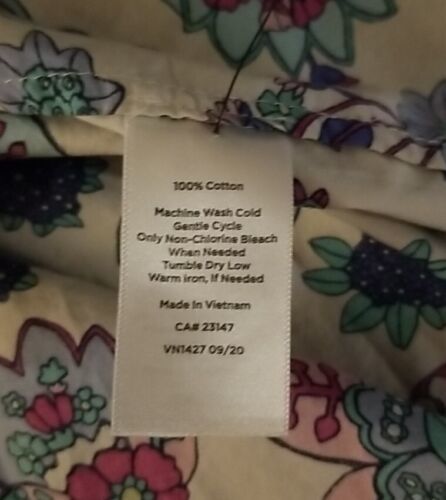 100% Cotton
Machine Wash Cold
Gentle Cycle
Only Non-Chlorine Bleach
When Needed
Tumble Dry Low
Warm Iron, If Needed
Made In Vietnam
CA# 23147
VN1427 09/20